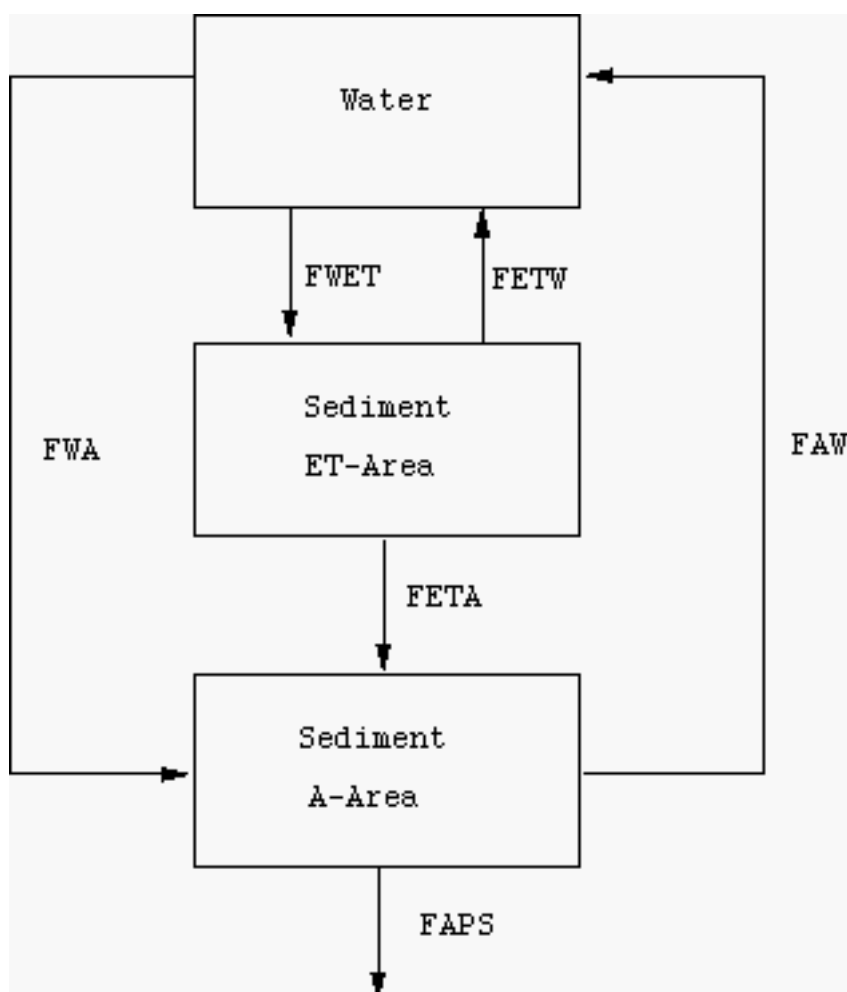 Water
FWET
FETW
Sediment
ET-Area
FWA
FAW
FETA
Sediment
A-Area
FAPS